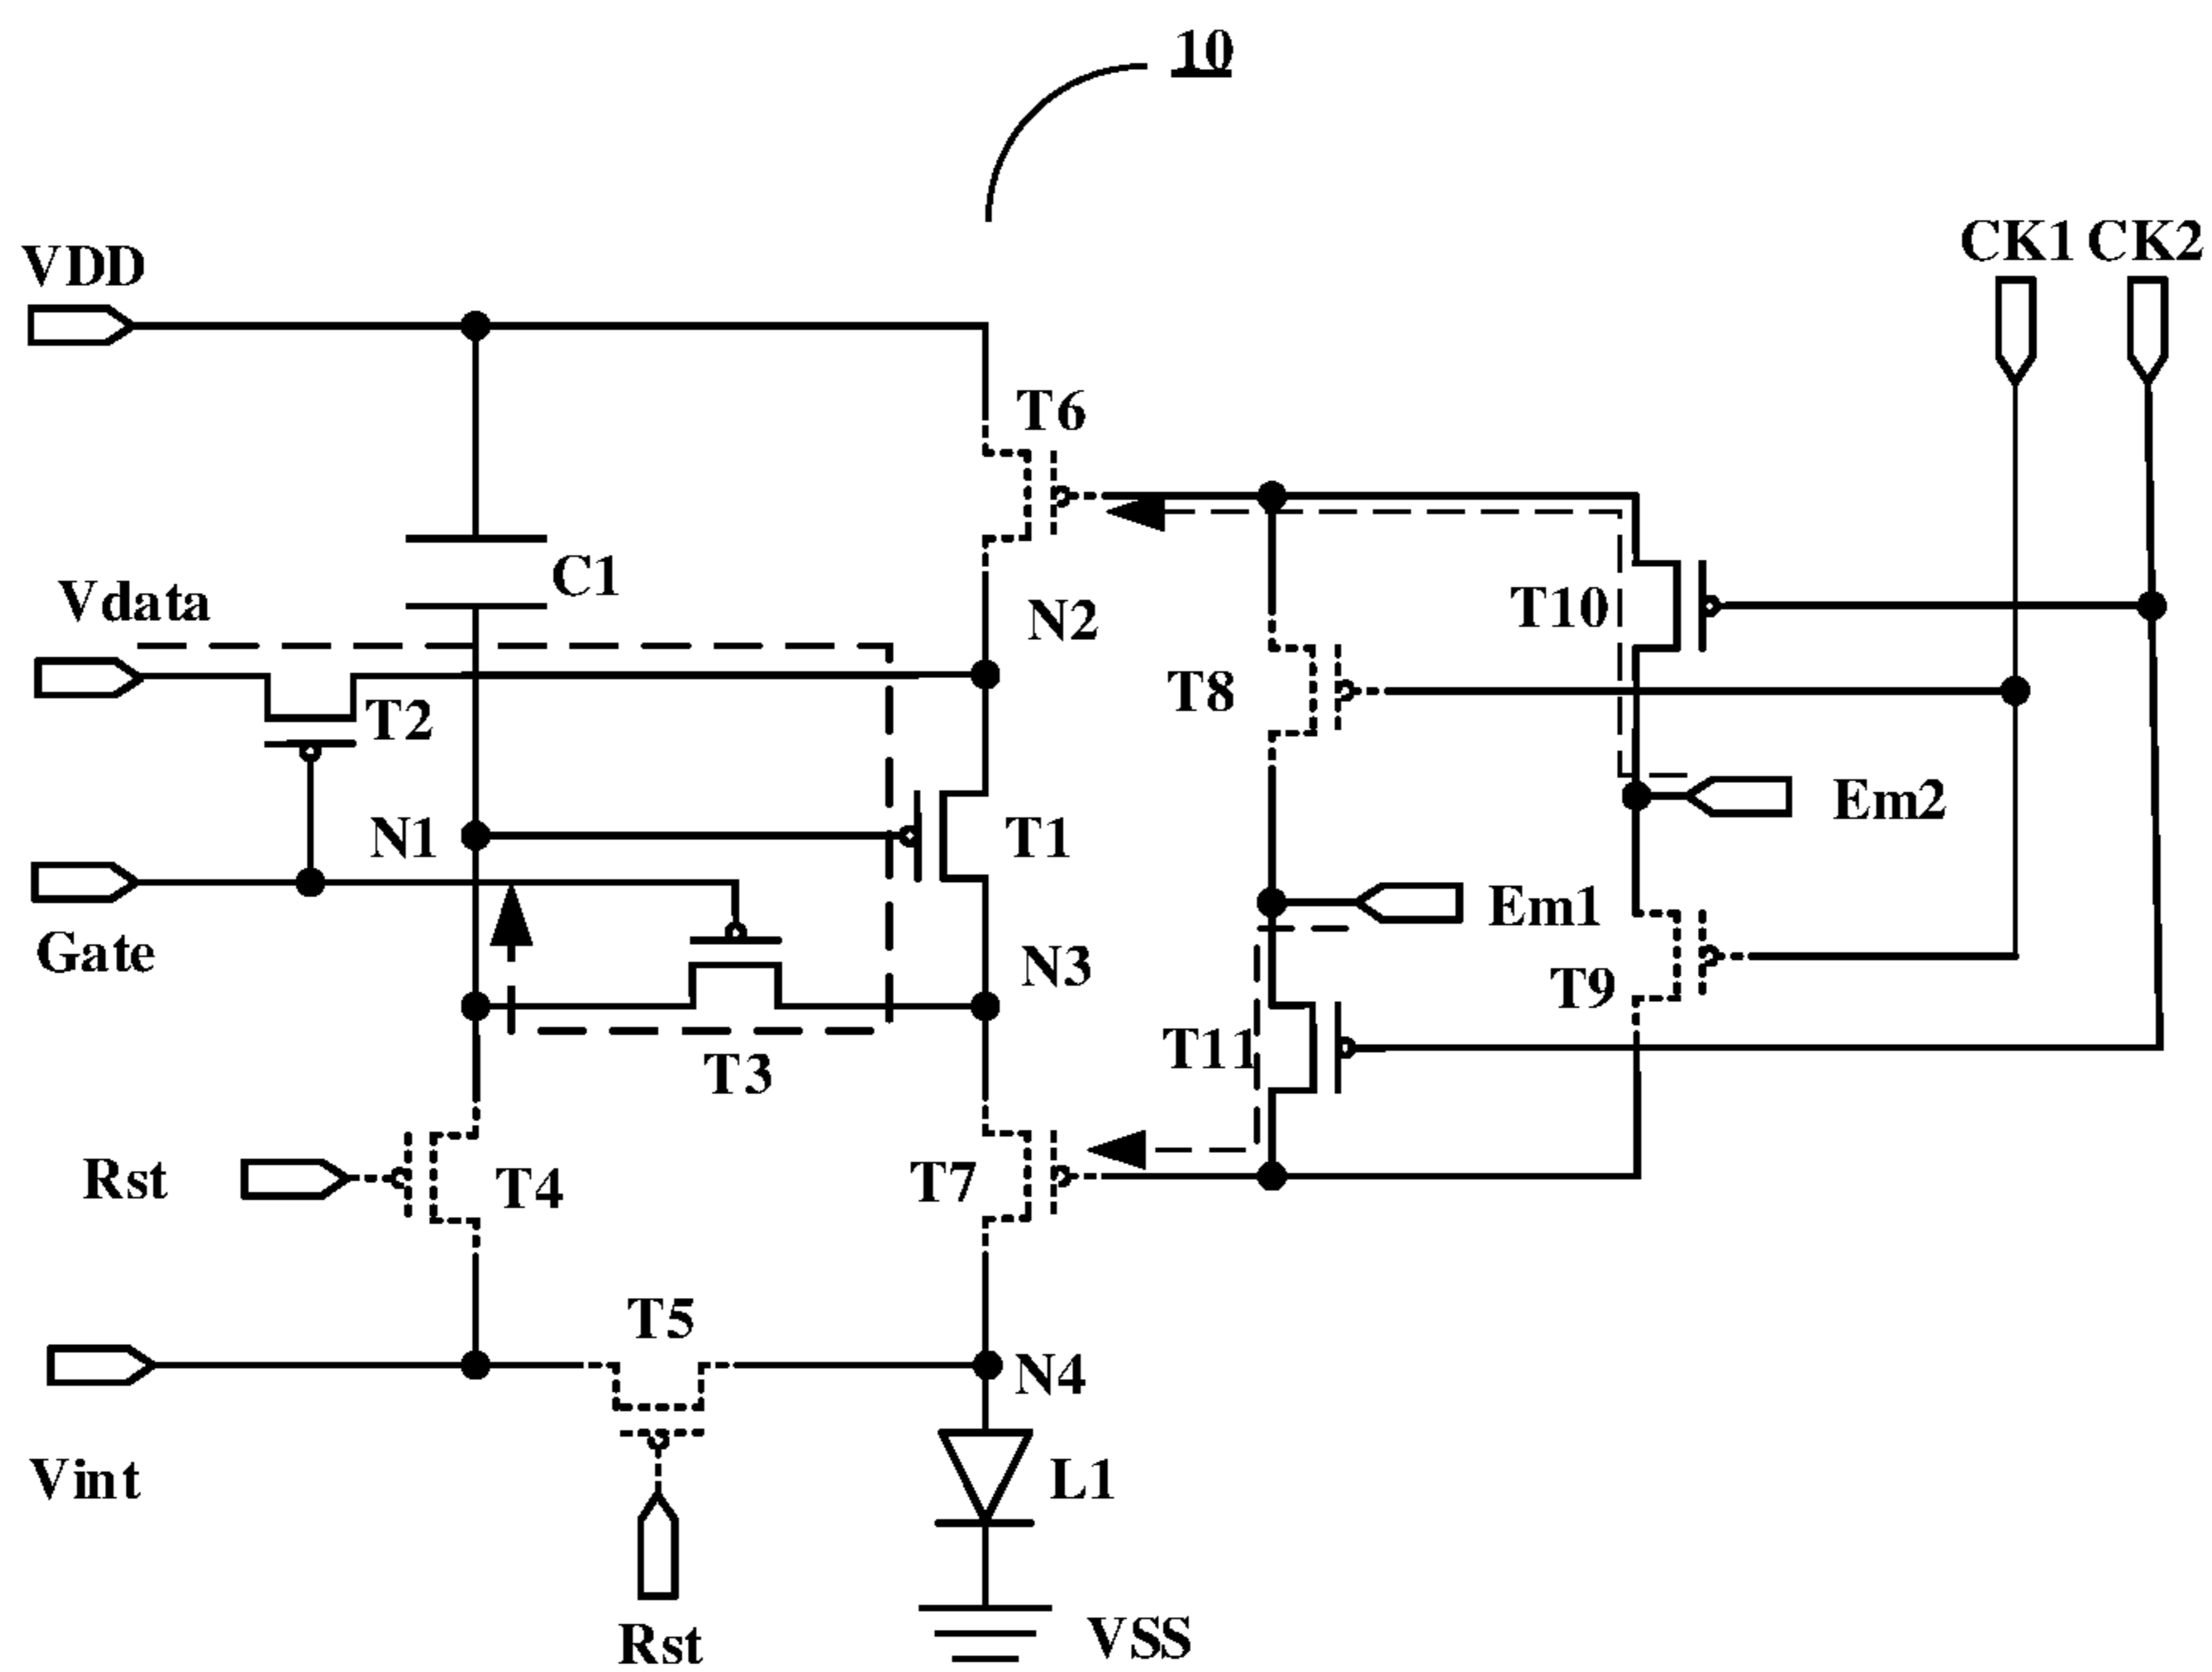 10
CK1 CK2
VDD
T6
C1
Vdata
N2
T10
T8
T2
Em2
N1
T1
Em1
Gate
N3
T9
T11
T3
Rst
T4
T7
T5
N4
Vint
L1
Rst
VSS